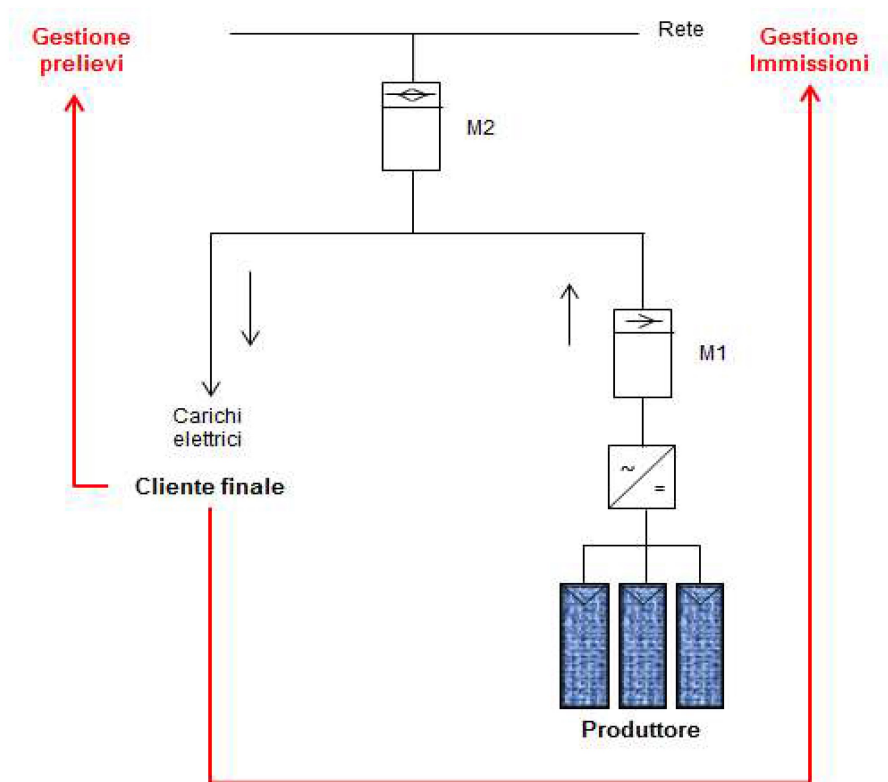 Gestione
prelievi
Rete
Gestione
Immissioni
M2
M1
Carichi
elettrici
Cliente finale
~
=
Produttore